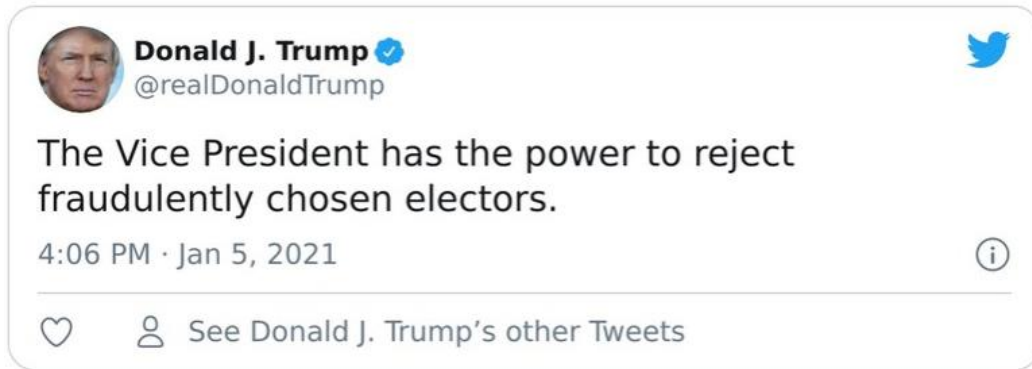 Donald J. Trump
@realDonaldTrump
The Vice President has the power to reject
fraudulently chosen electors.
4:06 PM · Jan 5, 2021
See Donald J. Trump’s other Tweets